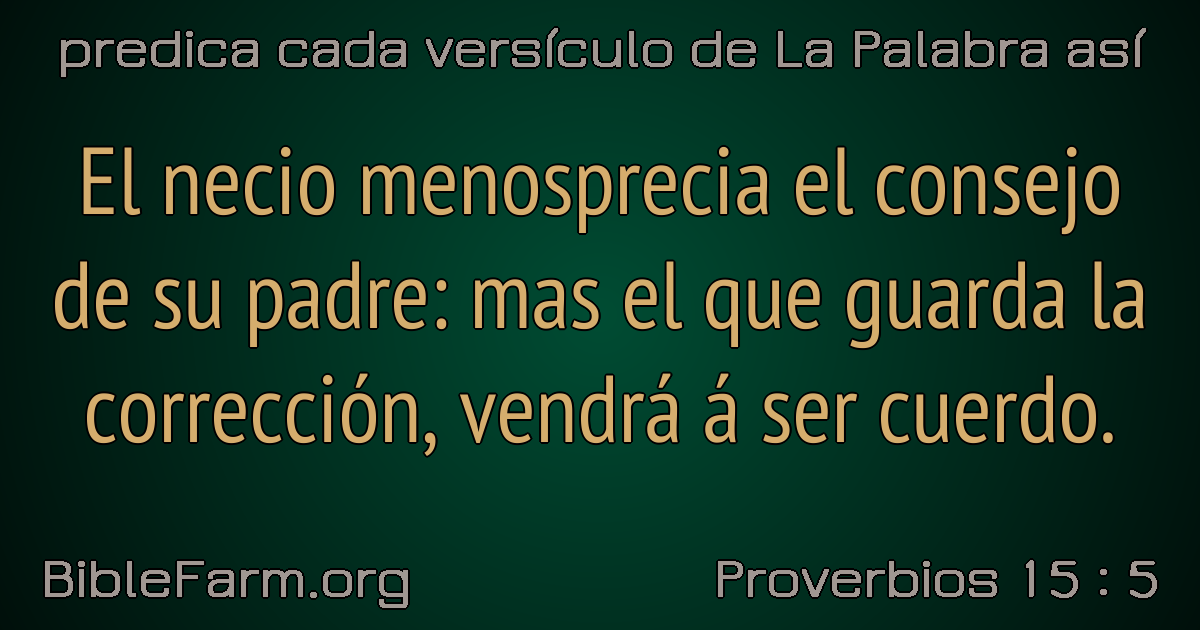 predica cada versículo de La Palabra así
El necio menosprecia el consejo
de su padre: mas el que guarda la
corrección, vendrá á ser cuerdo.
BibleFarm.org
Proverbios 15 : 5